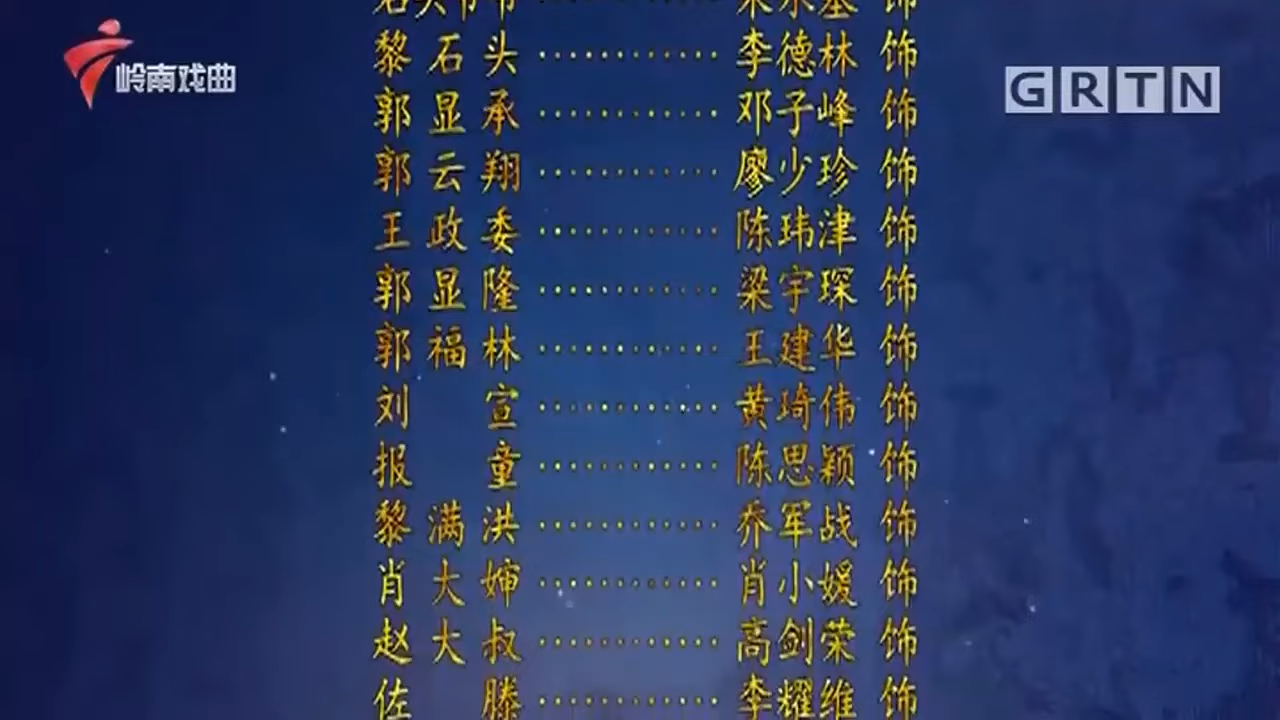 岭南戏曲
GRTN
黎石头············李德林 饰
郭显承············邓子峰 饰
郭云翔············廖少珍 饰
王政委············陈玮津 饰
郭显隆············梁宇琛 饰
郭福林············王建华 饰
刘宣············黄琦伟 饰
报童············陈思颖 饰
黎满洪············乔军战 饰
肖大婶············肖小媛 饰
赵大叔············高剑荣 饰
佐滕············李耀维 饰